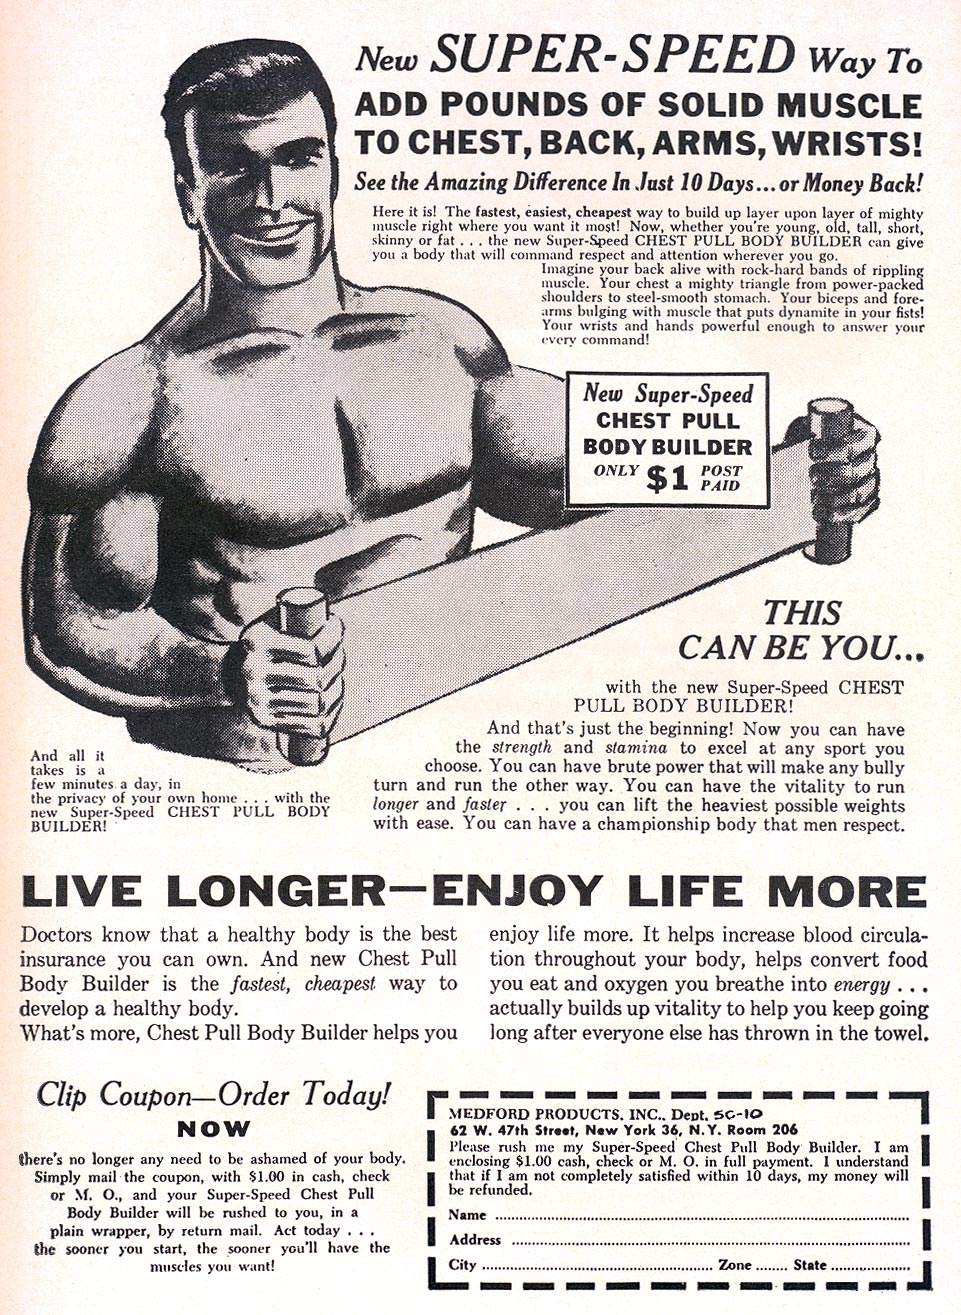 New SUPER-SPEED Way To
ADD POUNDS OF SOLID MUSCLE
TO CHEST, BACK, ARMS, WRISTS!
See the Amazing Difference In Just 10 Days...or Money Back!
Here it is! The fastest, easiest, cheapest way to build up layer upon layer of mighty
muscle right where you want it most! Now, whether you're young, old, tall, short,
skinny or fat . . . the new Super-Speed CHEST PULL BODY BUILDER can give
you a body that will command respect and attention wherever you go.
Imagine your back alive with rock-hard bands of rippling
muscle. Your chest a mighty triangle from power-packed
shoulders to steel-smooth stomach. Your biceps and fore-
arms bulging with muscle that puts dynamite in your fists!
Your wrists and hands powerful enough to answer your
every command!
New Super-Speed
CHEST PULL
BODY BUILDER
ONLY $1 POST PAID
THIS
CAN BE YOU...
with the new Super-Speed CHEST
PULL BODY BUILDER!
And that's just the beginning! Now you can have
the strength and stamina to excel at any sport you
choose. You can have brute power that will make any bully
turn and run the other way. You can have the vitality to run
longer and faster . . . you can lift the heaviest possible weights
with ease. You can have a championship body that men respect.
And all it
takes is a
few minutes a day, in
the privacy of your own home . . . with the
new Super-Speed CHEST PULL BODY
BUILDER!
LIVE LONGER—ENJOY LIFE MORE
Doctors know that a healthy body is the best
insurance you can own. And new Chest Pull
Body Builder is the fastest, cheapest way to
develop a healthy body.
What's more, Chest Pull Body Builder helps you
enjoy life more. It helps increase blood circula-
tion throughout your body, helps convert food
you eat and oxygen you breathe into energy . . .
actually builds up vitality to help you keep going
long after everyone else has thrown in the towel.
Clip Coupon—Order Today!
NOW
there's no longer any need to be ashamed of your body.
Simply mail the coupon, with $1.00 in cash, check
or M. O., and your Super-Speed Chest Pull
Body Builder will be rushed to you, in a
plain wrapper, by return mail. Act today . . .
the sooner you start, the sooner you'll have the
muscles you want!
MEDFORD PRODUCTS, INC., Dept. SG-10
62 W. 47th Street, New York 36, N.Y. Room 206
Please rush me my Super-Speed Chest Pull Body Builder. I am
enclosing $1.00 cash, check or M. O. in full payment. I understand
that if I am not completely satisfied within 10 days, my money will
be refunded.
Name
Address
City Zone State